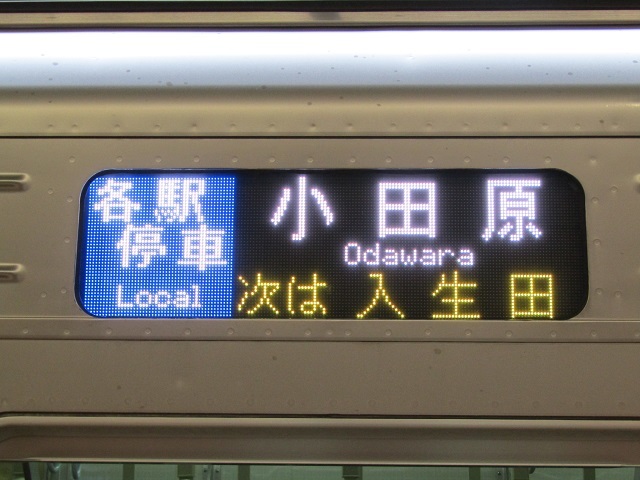 各駅
停車
Local
小田原
Odawara
次は 入生田